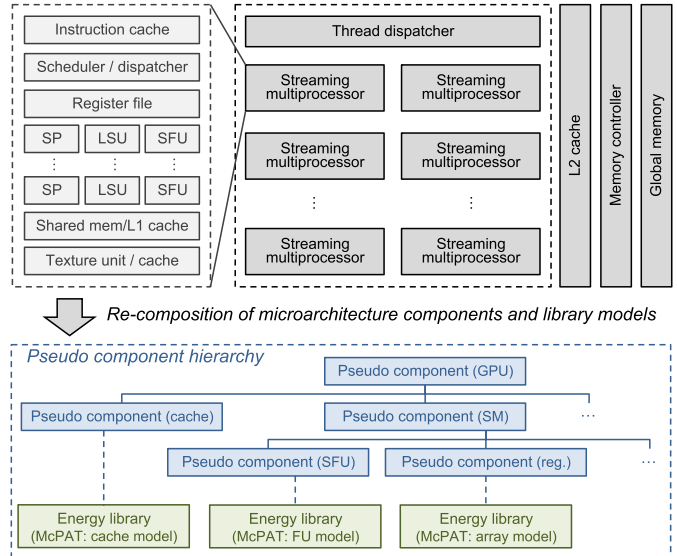 Instruction cache
Scheduler / dispatcher
Register file
SP LSU SFU
SP LSU SFU
Shared mem/L1 cache
Texture unit / cache
Thread dispatcher
Streaming
multiprocessor
Streaming
multiprocessor
Streaming
multiprocessor
Streaming
multiprocessor
Streaming
multiprocessor
Streaming
multiprocessor
L2 cache
Memory controller
Global memory
Re-composition of microarchitecture components and library models
Pseudo component hierarchy
Pseudo component (GPU)
Pseudo component (cache)
Pseudo component (SM)
...
Pseudo component (SFU)
Pseudo component (reg.)
...
Energy library
(McPAT: cache model)
Energy library
(McPAT: FU model)
Energy library
(McPAT: array model)